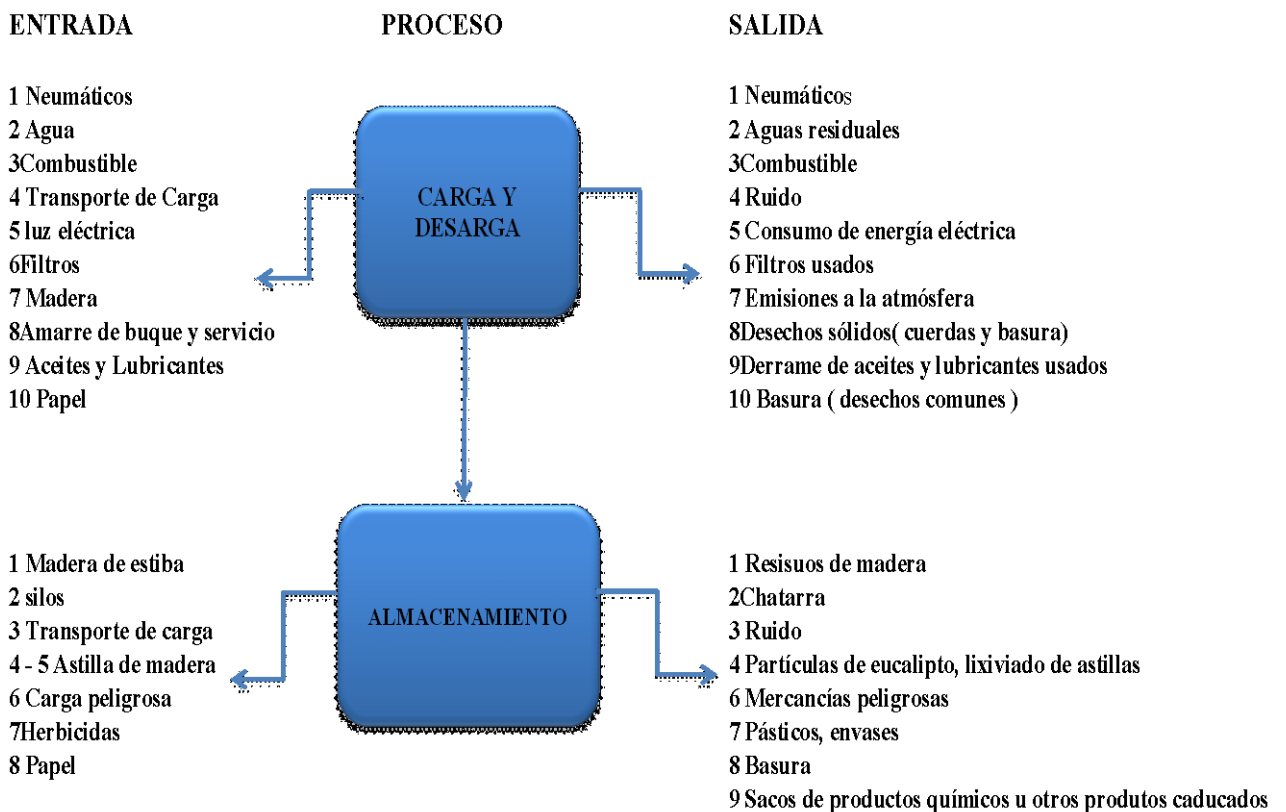 ENTRADA
PROCESO
SALIDA
1 Neumáticos
2 Agua
3Combustible
4 Transporte de Carga
5 luz eléctrica
6Filtros
7 Madera
8Amarre de buque y servicio
9 Aceites y Lubricantes
10 Papel
CARGA Y
DESARGA
1 Neumáticos
2 Aguas residuales
3Combustible
4 Ruido
5 Consumo de energía eléctrica
6 Filtros usados
7 Emisiones a la atmósfera
8Desechos sólidos( cuerdas y basura)
9Derrame de aceites y lubricantes usados
10 Basura ( desechos comunes )
1 Madera de estiba
2 silos
3 Transporte de carga
4 - 5 Astilla de madera
6 Carga peligrosa
7Herbicidas
8 Papel
ALMACENAMIENTO
1 Resisuos de madera
2Chatarra
3 Ruido
4 Partículas de eucalipto, lixiviado de astillas
6 Mercancías peligrosas
7 Pásticos, envases
8 Basura
9 Sacos de productos químicos u otros produtos caducados